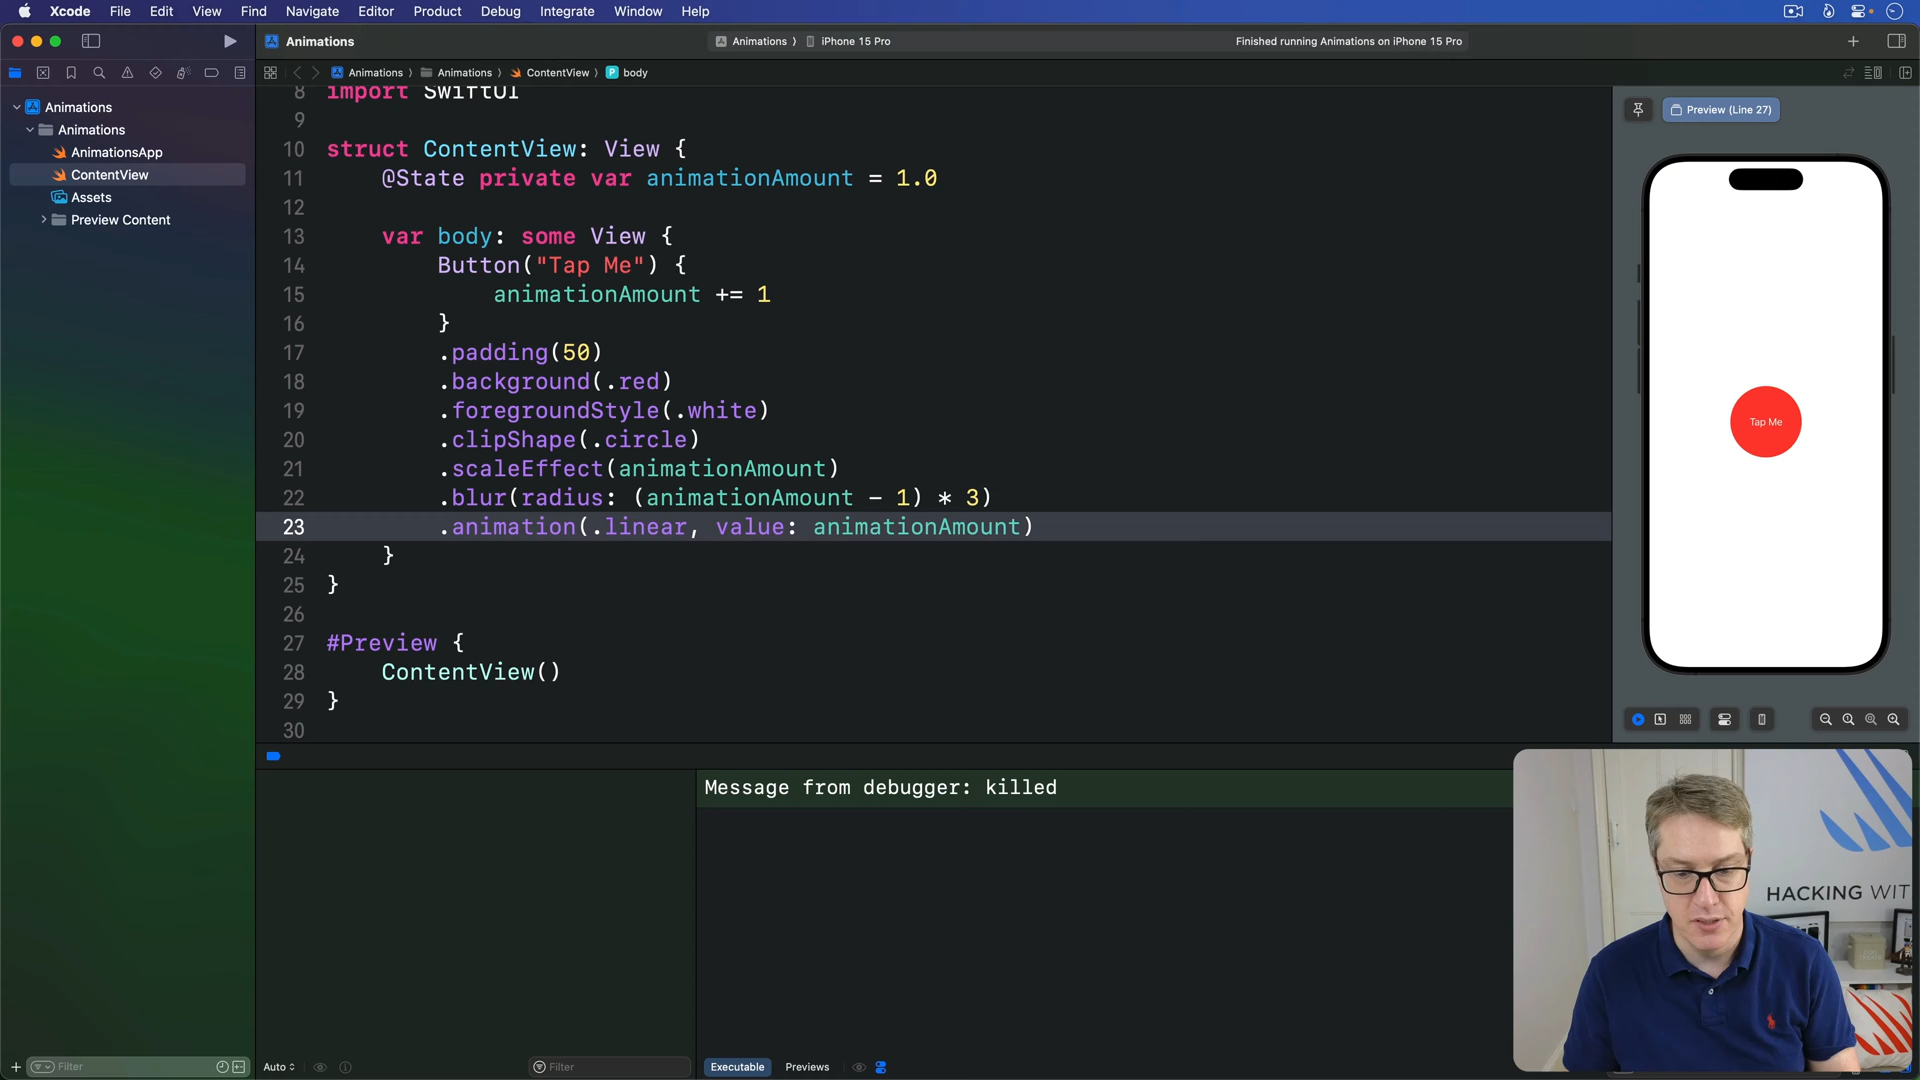 Xcode File Edit View Find Navigate Editor Product Debug Integrate Window Help
Animations
Animations 〉 iPhone 15 Pro
Finished running Animations on iPhone 15 Pro
Animations 〉 Animations 〉 ContentView 〉 P body
Animations
Animations
AnimationsApp
ContentView
Assets
Preview Content
8 import SwiftUI
9
10 struct ContentView: View {
11 @State private var animationAmount = 1.0
12
13 var body: some View {
14 Button("Tap Me") {
15 animationAmount += 1
16 }
17 .padding(50)
18 .background(.red)
19 .foregroundStyle(.white)
20 .clipShape(.circle)
21 .scaleEffect(animationAmount)
22 .blur(radius: (animationAmount - 1) * 3)
23 .animation(.linear, value: animationAmount)
24 }
25 }
26
27 #Preview {
28 ContentView()
29 }
30
Preview (Line 27)
Tap Me
Message from debugger: killed
HACKING WIT
Filter
Auto
Filter
Executable
Previews